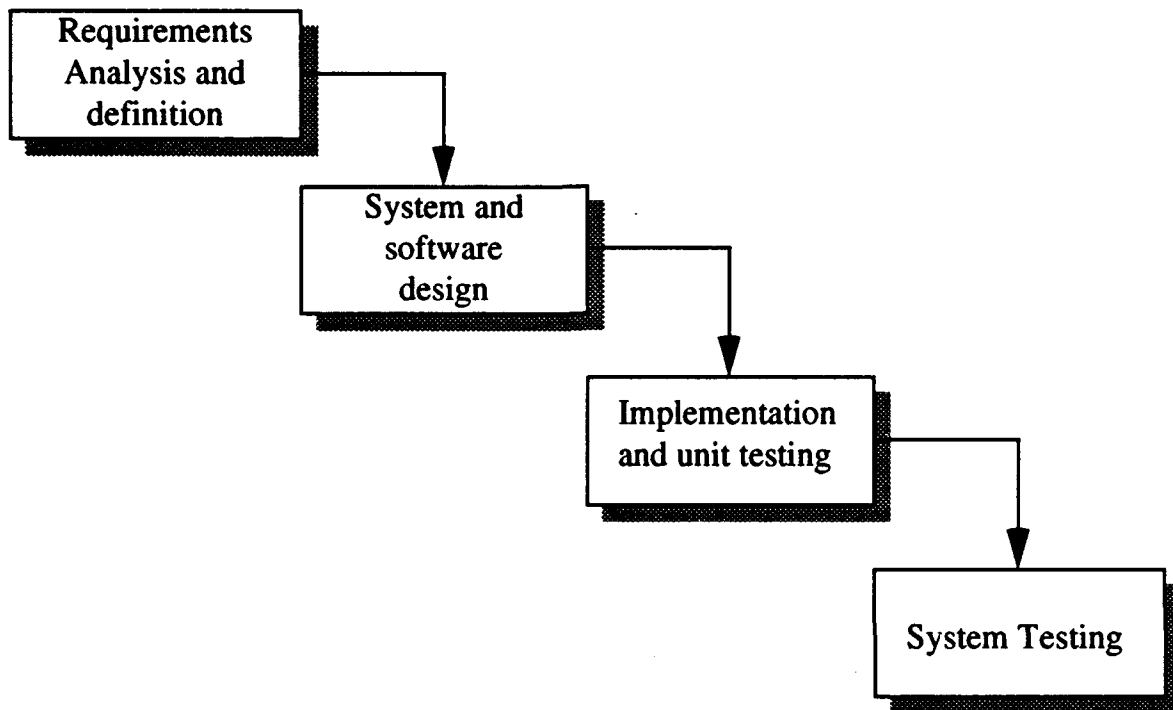 Requirements
Analysis and
definition
System and
software
design
Implementation
and unit testing
System Testing